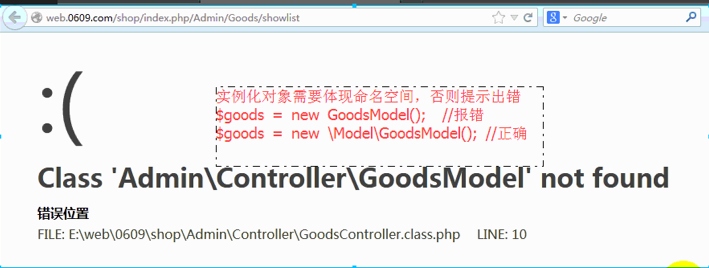 web.0609.com/shop/index.php/Admin/Goods/showlist
Google
:(
实例化对象需要体现命名空间，否则提示出错
$goods = new GoodsModel();  //报错
$goods = new \Model\GoodsModel(); //正确
Class 'Admin\Controller\GoodsModel' not found
错误位置
FILE: E:\web\0609\shop\Admin\Controller\GoodsController.class.php  LINE: 10